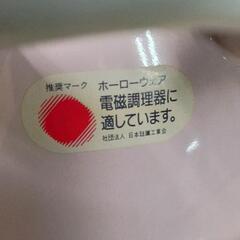 推奨マーク ホーローウェア
電磁調理器に
適しています。
社団法人 日本琺瑯工業会